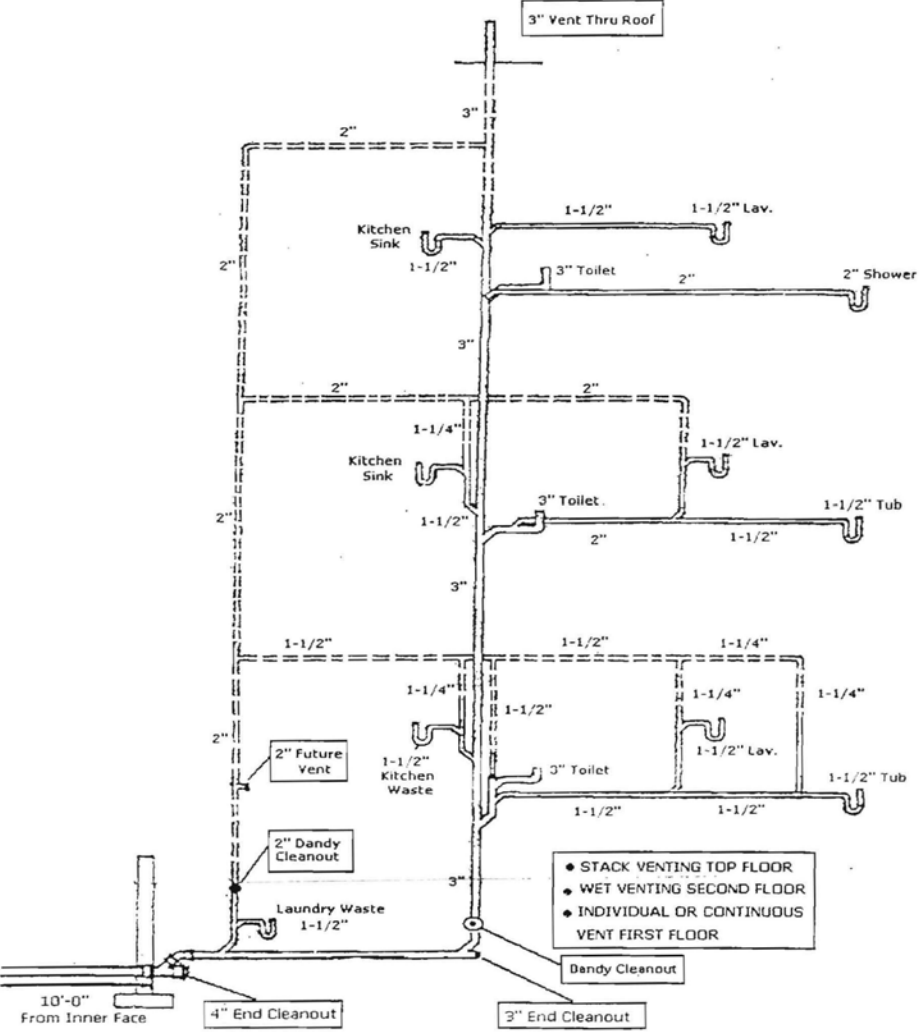 3" Vent Thru Roof
3"
2"
1-1/2"
1-1/2" Lav.
Kitchen
Sink
1-1/2"
2"
3" Toilet
2"
2" Shower
3"
2"
2"
1-1/4"
1-1/2" Lav.
Kitchen
Sink
2"
1-1/2"
3" Toilet
1-1/2" Tub
2"
1-1/2"
3"
1-1/2"
1-1/2"
1-1/4"
1-1/4"
1-1/4"
1-1/4"
1-1/2"
2"
2" Future
Vent
1-1/2"
Kitchen
Waste
1-1/2" Lav.
3" Toilet
1-1/2" Tub
1-1/2"
1-1/2"
2" Dandy
Cleanout
3"
• STACK VENTING TOP FLOOR
• WET VENTING SECOND FLOOR
• INDIVIDUAL OR CONTINUOUS
VENT FIRST FLOOR
Laundry Waste
1-1/2"
Dandy Cleanout
10'-0"
From Inner Face
4" End Cleanout
3" End Cleanout